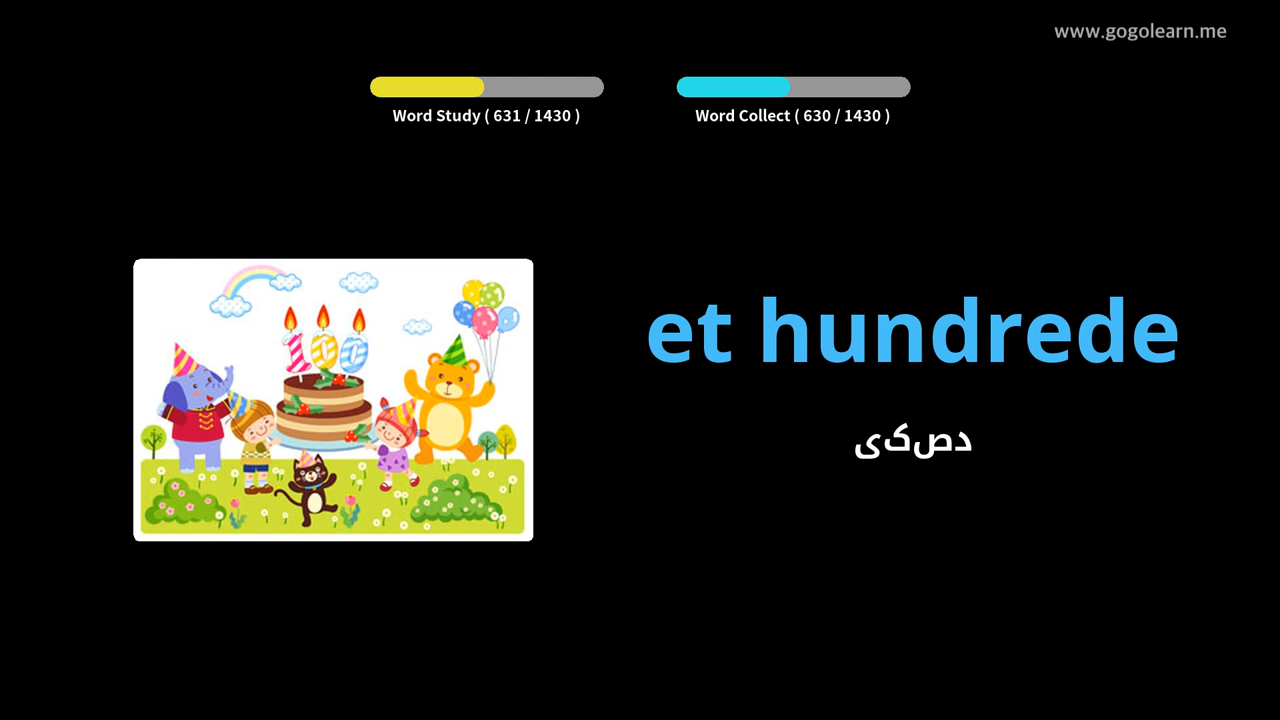 www.gogolearn.me
Word Study ( 631 / 1430 )
Word Collect ( 630 / 1430 )
100
et hundrede
دصکی